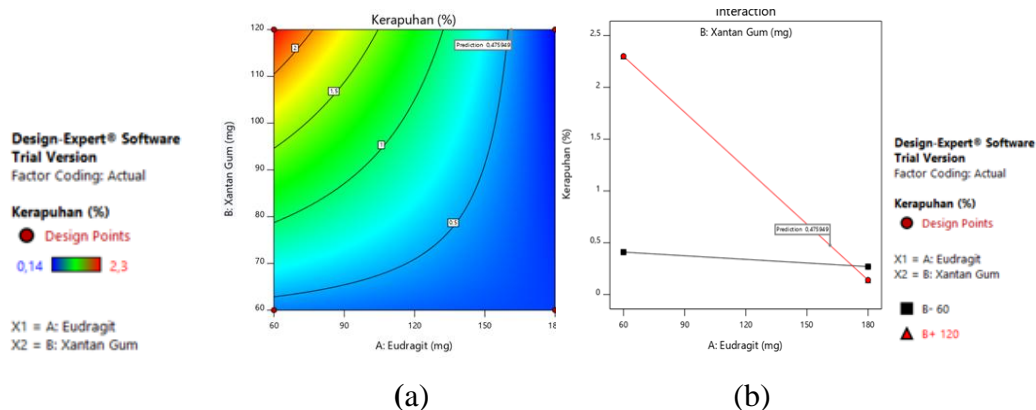 Design-Expert® Software
Trial Version
Factor Coding: Actual
Kerapuhan (%)
Design Points
0,14
2,3
X1 = A: Eudragit
X2 = B: Xantan Gum
Kerapuhan (%)
B: Xantan Gum (mg)
120
110
100
90
80
70
60
60
90
120
150
180
A: Eudragit (mg)
2
1.5
1
0.5
0.5
Prediction 0,475949
(a)
Interaction
B: Xantan Gum (mg)
Kerapuhan (%)
2,5
2
1,5
1
0,5
0
60
90
120
150
180
A: Eudragit (mg)
Prediction 0,475949
(b)
Design-Expert® Software
Trial Version
Factor Coding: Actual
Kerapuhan (%)
Design Points
X1 = A: Eudragit
X2 = B: Xantan Gum
B- 60
B+ 120